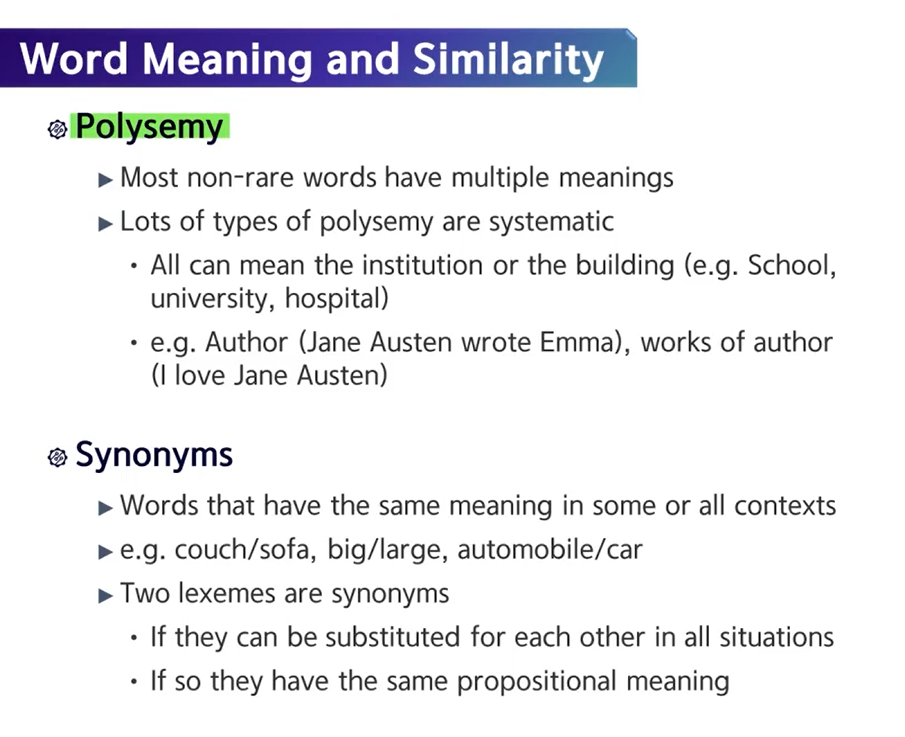 Word Meaning and Similarity
Polysemy
▶ Most non-rare words have multiple meanings
▶ Lots of types of polysemy are systematic
• All can mean the institution or the building (e.g. School,
university, hospital)
• e.g. Author (Jane Austen wrote Emma), works of author
(I love Jane Austen)
Synonyms
▶ Words that have the same meaning in some or all contexts
▶ e.g. couch/sofa, big/large, automobile/car
▶ Two lexemes are synonyms
• If they can be substituted for each other in all situations
• If so they have the same propositional meaning